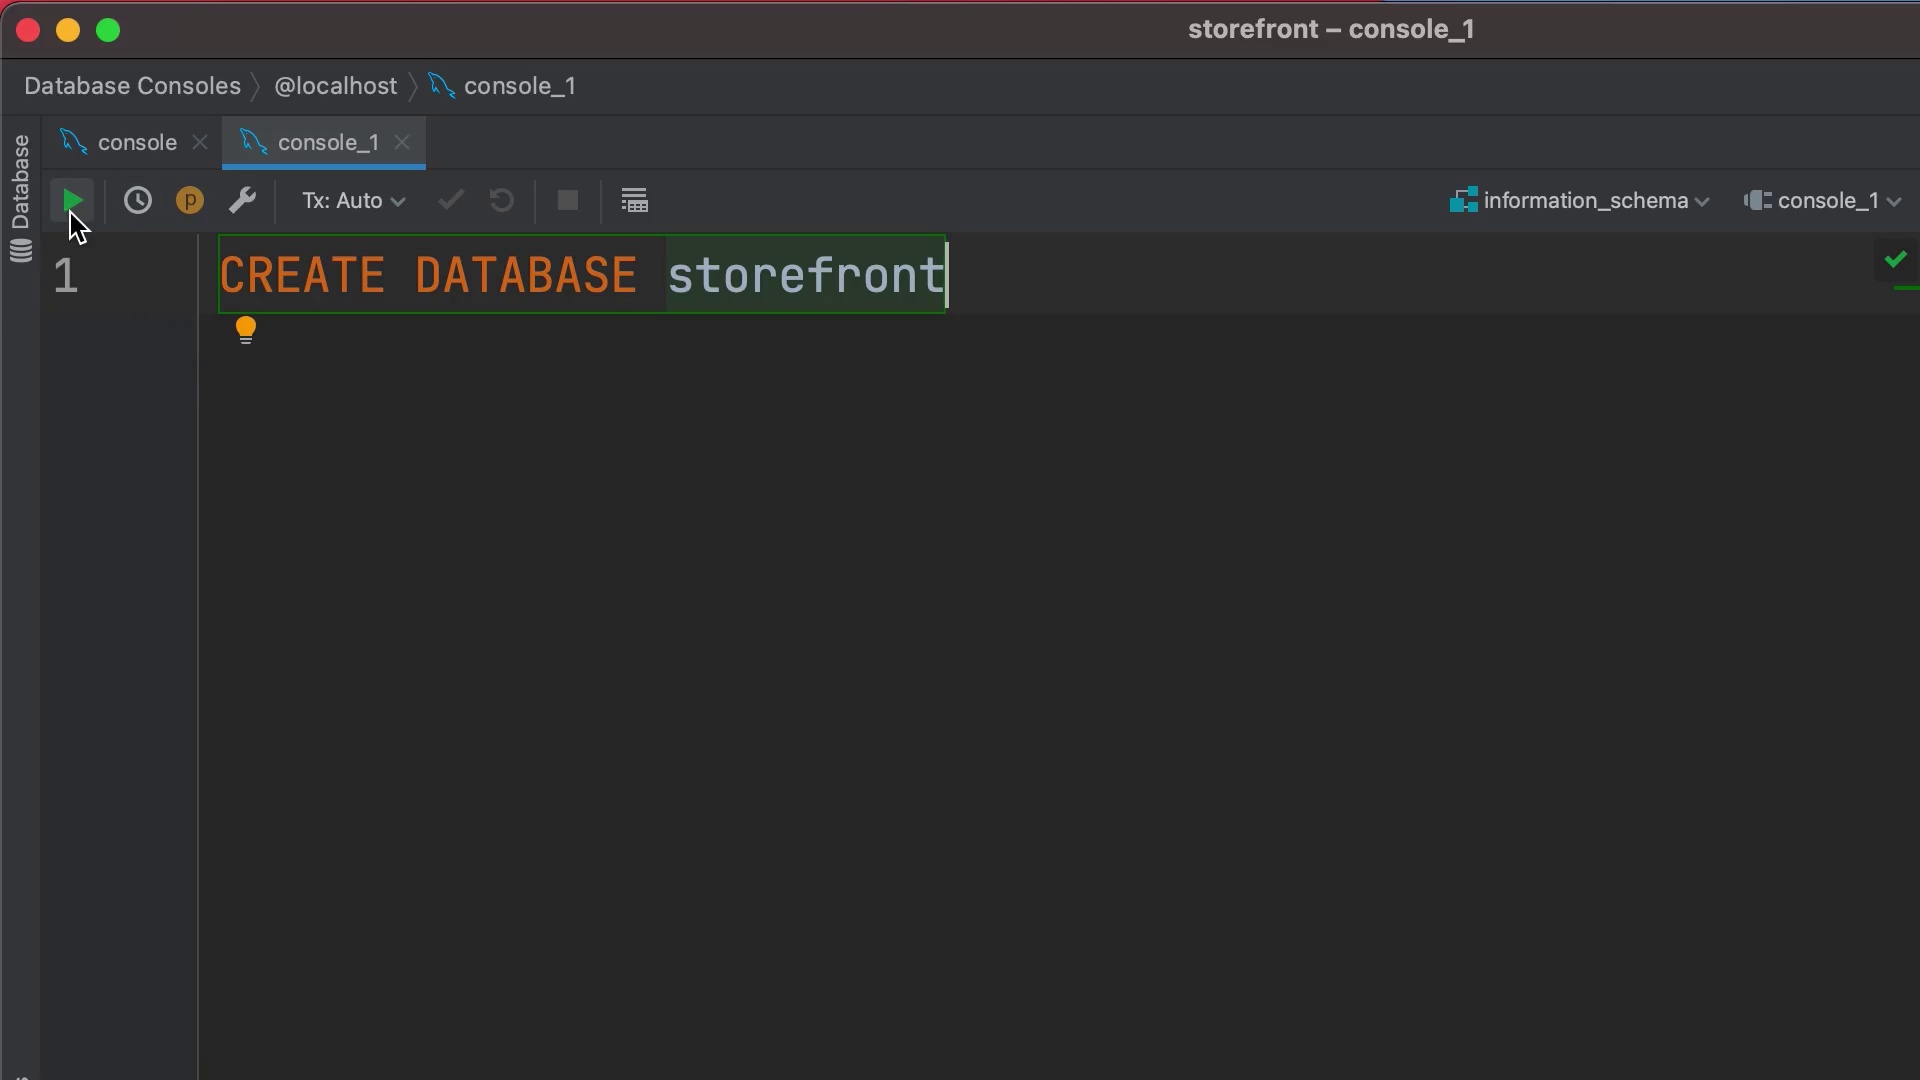 storefront – console_1
Database Consoles @localhost console_1
console console_1
Database
p Tx: Auto information_schema console_1
1 CREATE DATABASE storefront